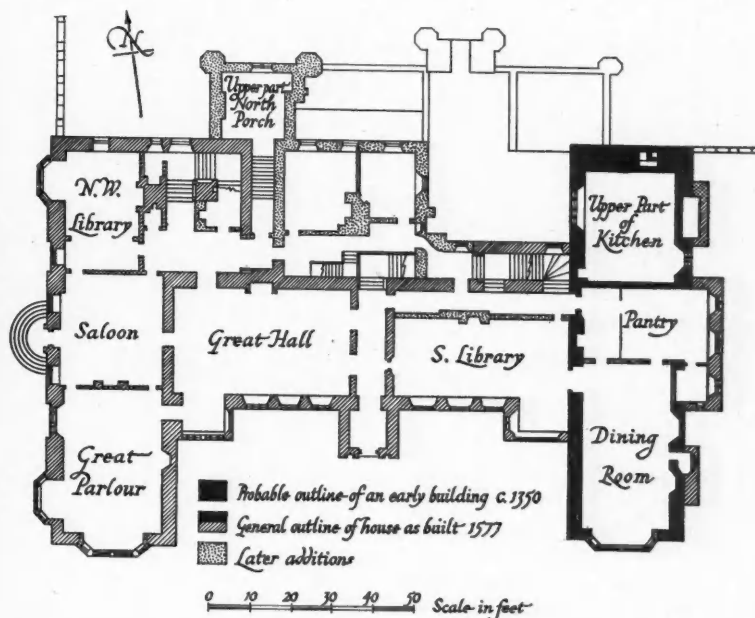 N
Upper part
North
Porch
N.W.
Library
Upper Part
of
Kitchen
Saloon
Great Hall
S. Library
Pantry
Great
Parlour
Dining
Room
Probable outline of an early building c. 1350
General outline of house as built 1577
Later additions
0 10 20 30 40 50 Scale in feet